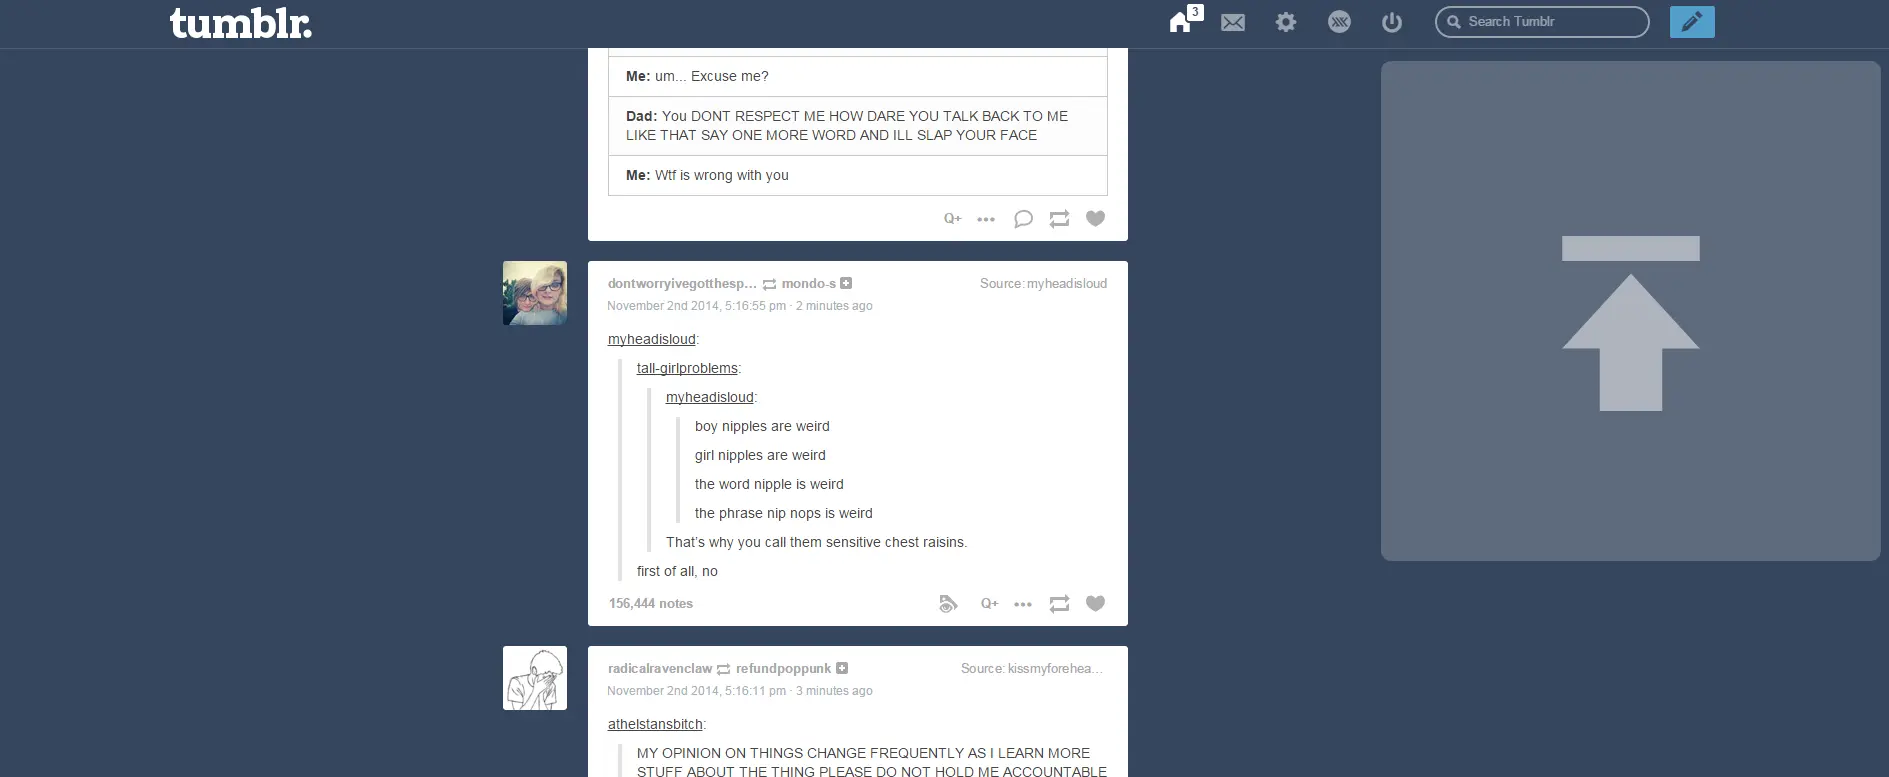 tumblr.
3
Search Tumblr
Me: um... Excuse me?
Dad: You DONT RESPECT ME HOW DARE YOU TALK BACK TO ME
LIKE THAT SAY ONE MORE WORD AND ILL SLAP YOUR FACE
Me: Wtf is wrong with you
Q+
dontworryivegotthesp... mondo-s
Source: myheadisloud
November 2nd 2014, 5:16:55 pm · 2 minutes ago
myheadisloud:
tall-girlproblems:
myheadisloud:
boy nipples are weird
girl nipples are weird
the word nipple is weird
the phrase nip nops is weird
That's why you call them sensitive chest raisins.
first of all, no
156,444 notes
Q+
radicalravenclaw refundpoppunk
Source: kissmyforehea...
November 2nd 2014, 5:16:11 pm · 3 minutes ago
athelstansbitch:
MY OPINION ON THINGS CHANGE FREQUENTLY AS I LEARN MORE
STUFF ABOUT THE THING PLEASE DO NOT HOLD ME ACCOUNTABLE